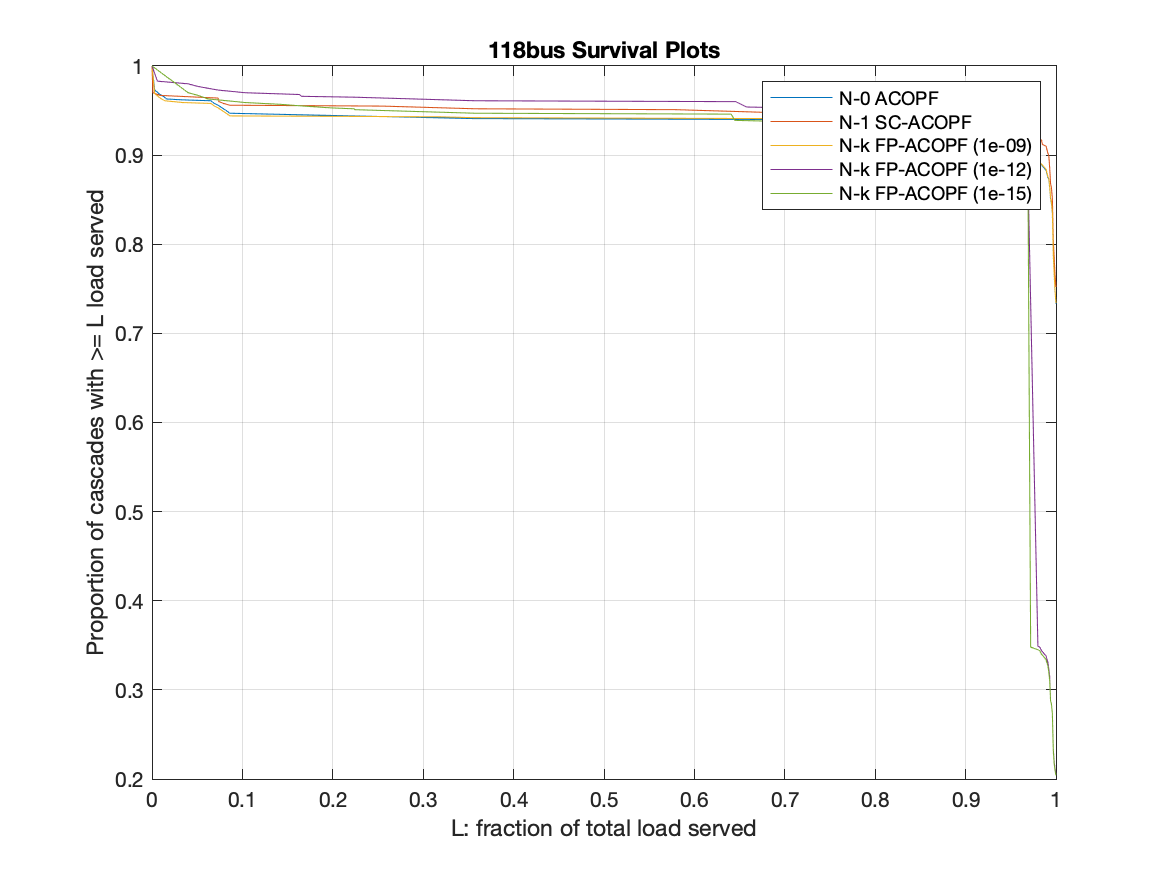 118bus Survival Plots
N-0 ACOPF
N-1 SC-ACOPF
N-k FP-ACOPF (1e-09)
N-k FP-ACOPF (1e-12)
N-k FP-ACOPF (1e-15)
Proportion of cascades with >= L load served
1
0.9
0.8
0.7
0.6
0.5
0.4
0.3
0.2
0 0.1 0.2 0.3 0.4 0.5 0.6 0.7 0.8 0.9 1
L: fraction of total load served